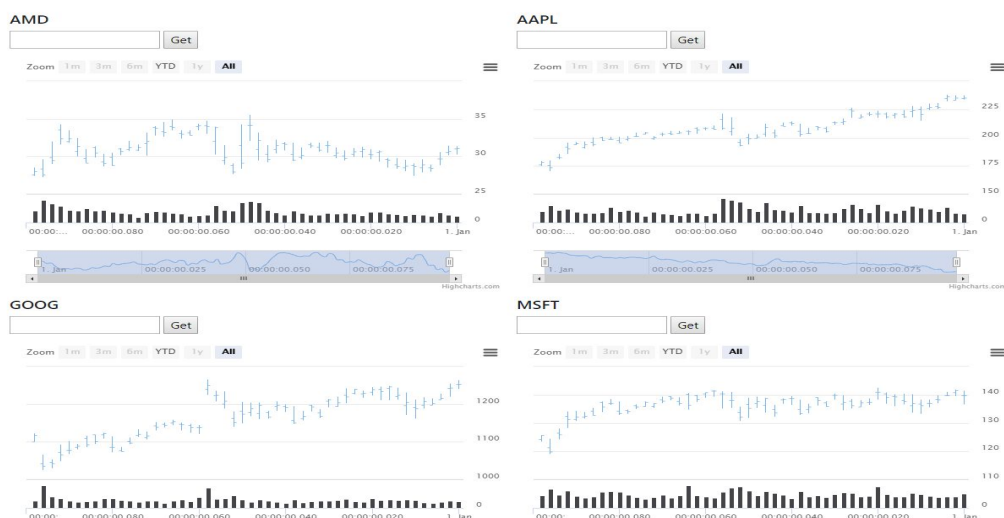 AMD
Get
Zoom 1m 3m 6m YTD 1y All
35
30
25
0
00:00:... 00:00:00.080 00:00:00.060 00:00:00.040 00:00:00.020 1. Jan
1. Jan 00:00:00.025 00:00:00.050 00:00:00.075
Highcharts.com
AAPL
Get
Zoom 1m 3m 6m YTD 1y All
225
200
175
150
0
00:00:... 00:00:00.080 00:00:00.060 00:00:00.040 00:00:00.020 1. Jan
1. Jan 00:00:00.025 00:00:00.050 00:00:00.075
Highcharts.com
GOOG
Get
Zoom 1m 3m 6m YTD 1y All
1200
1100
1000
0
00:00: 00:00:00.080 00:00:00.060 00:00:00.040 00:00:00.020 1. Jan
MSFT
Get
Zoom 1m 3m 6m YTD 1y All
140
130
120
110
0
00:00: 00:00:00.080 00:00:00.060 00:00:00.040 00:00:00.020 1. Jan